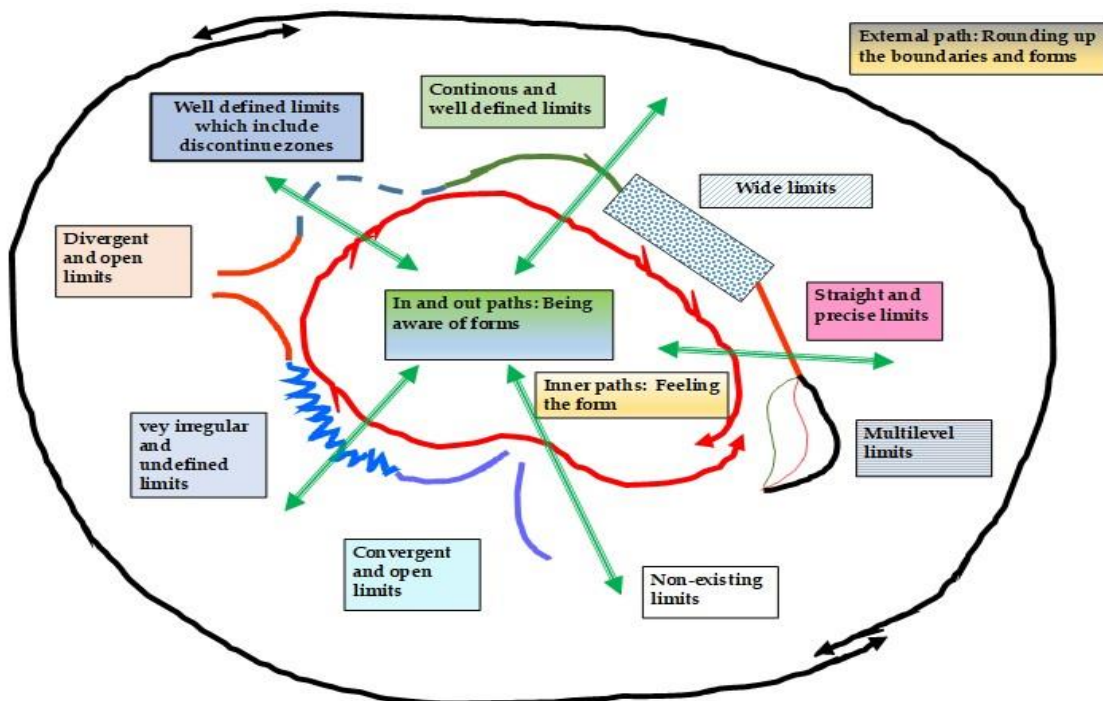 External path: Rounding up
the boundaries and forms
Well defined limits
which include
discontinue zones
Continous and
well defined limits
Wide limits
Divergent
and open
limits
In and out paths: Being
aware of forms
Straight and
precise limits
Inner paths:  Feeling
the form
vey irregular
and
undefined
limits
Multilevel
limits
Convergent
and open
limits
Non-existing
limits